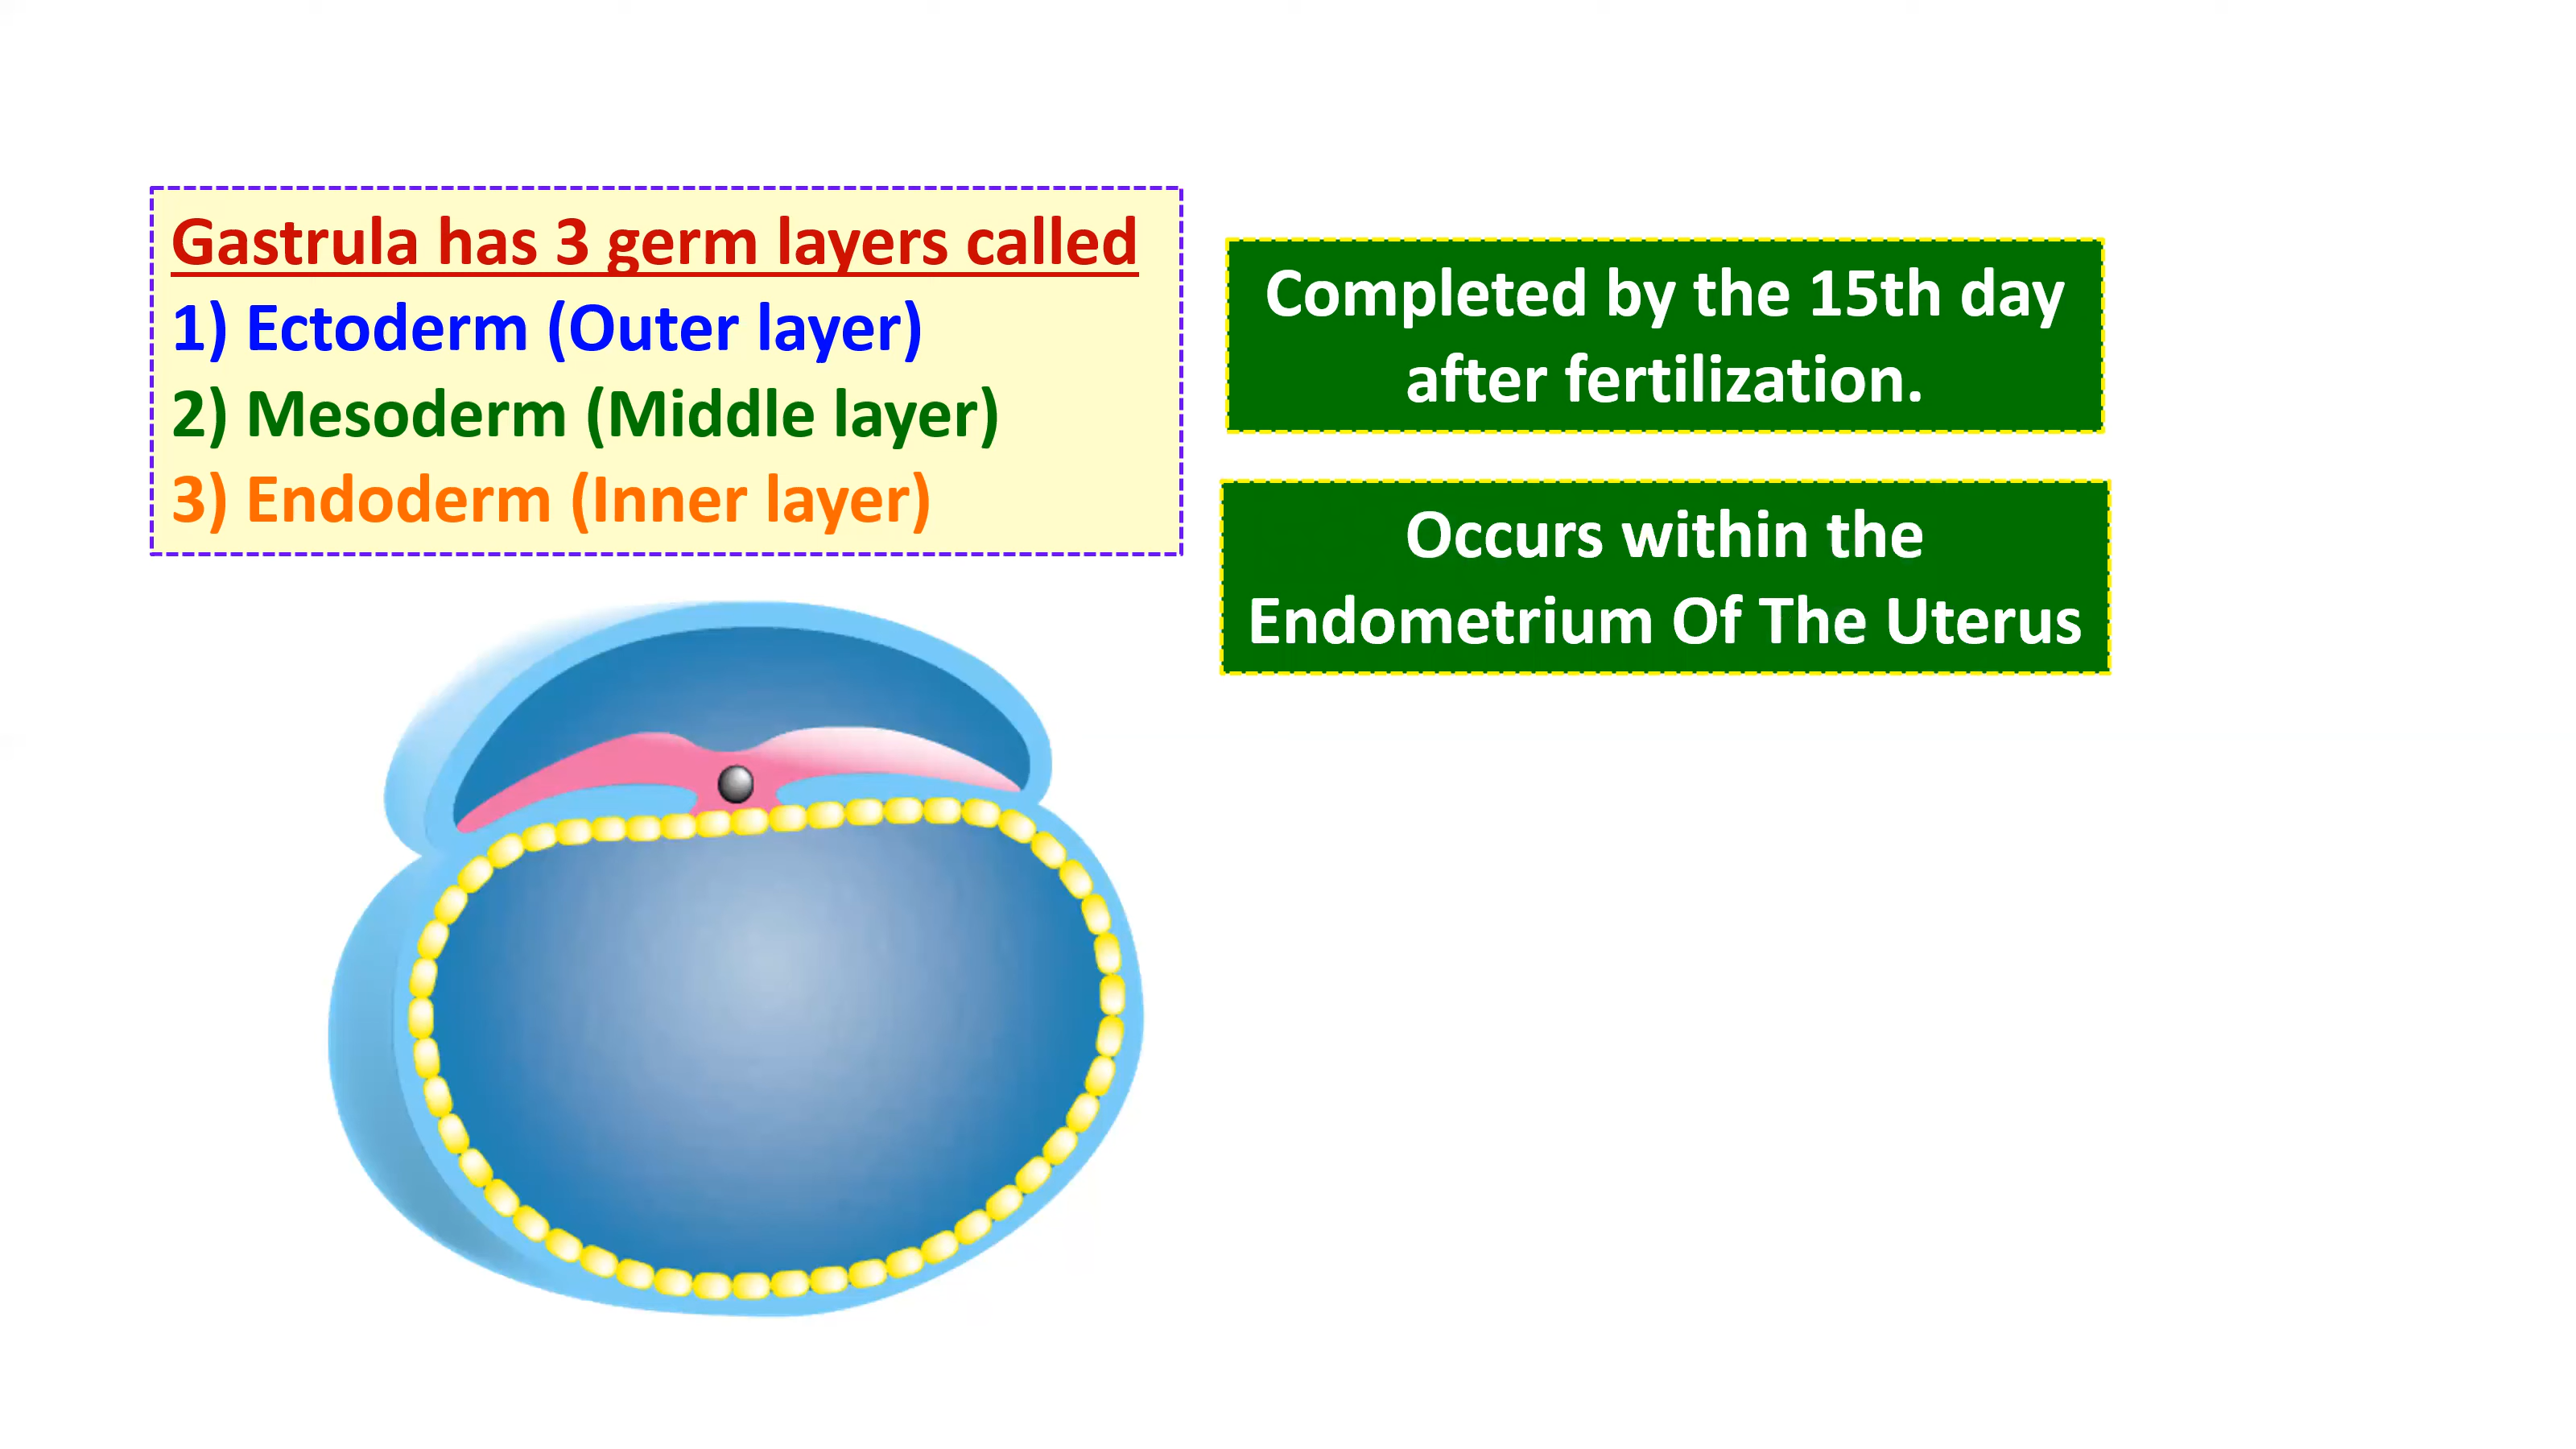 Gastrula has 3 germ layers called
1) Ectoderm (Outer layer)
2) Mesoderm (Middle layer)
3) Endoderm (Inner layer)
Completed by the 15th day
after fertilization.
Occurs within the
Endometrium Of The Uterus